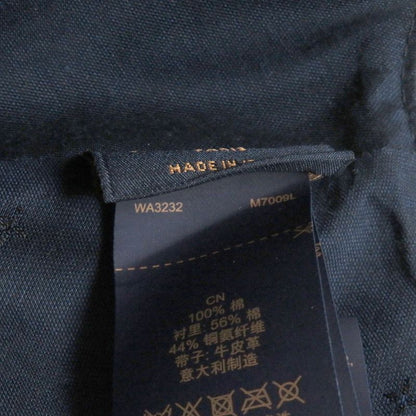 MADE IN
WA3232 M7009L
CN
100% 棉
衬里: 56% 棉
44% 铜氨纤维
带子: 牛皮革
意大利制造